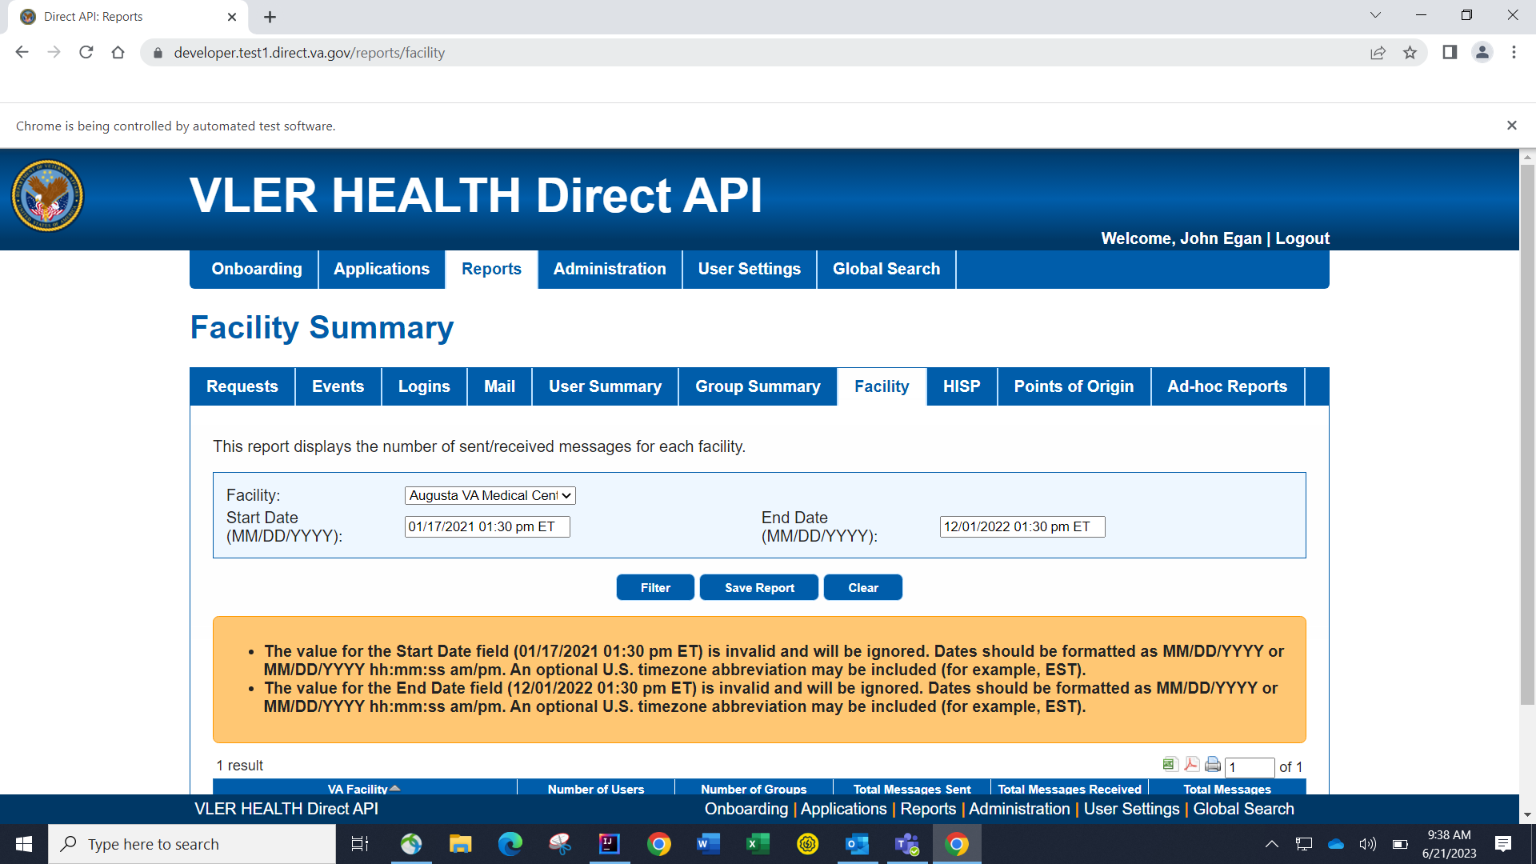 Direct API: Reports
developer.test1.direct.va.gov/reports/facility
Chrome is being controlled by automated test software.
VLER HEALTH Direct API
Welcome, John Egan | Logout
Onboarding Applications Reports Administration User Settings Global Search
Facility Summary
Requests Events Logins Mail User Summary Group Summary Facility HISP Points of Origin Ad-hoc Reports
This report displays the number of sent/received messages for each facility.
Facility: Augusta VA Medical Cent
Start Date (MM/DD/YYYY): 01/17/2021 01:30 pm ET End Date (MM/DD/YYYY): 12/01/2022 01:30 pm ET
Filter Save Report Clear
• The value for the Start Date field (01/17/2021 01:30 pm ET) is invalid and will be ignored. Dates should be formatted as MM/DD/YYYY or
MM/DD/YYYY hh:mm:ss am/pm. An optional U.S. timezone abbreviation may be included (for example, EST).
• The value for the End Date field (12/01/2022 01:30 pm ET) is invalid and will be ignored. Dates should be formatted as MM/DD/YYYY or
MM/DD/YYYY hh:mm:ss am/pm. An optional U.S. timezone abbreviation may be included (for example, EST).
1 result 1 of 1
VA Facility Number of Users Number of Groups Total Messages Sent Total Messages Received Total Messages
VLER HEALTH Direct API Onboarding | Applications | Reports | Administration | User Settings | Global Search
Type here to search
9:38 AM
6/21/2023